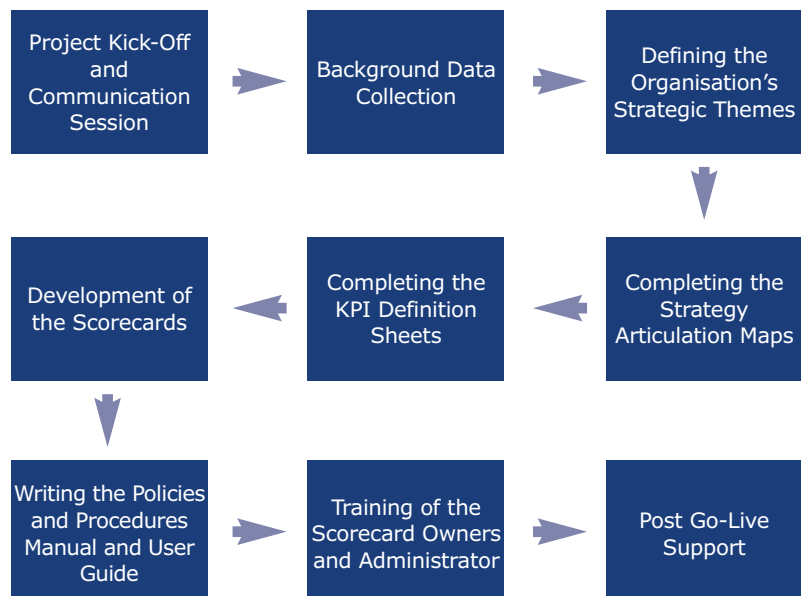 Project Kick-Off
and
Communication
Session
Background Data
Collection
Defining the
Organisation’s
Strategic Themes
Completing the
Strategy
Articulation Maps
Completing the
KPI Definition
Sheets
Development of
the Scorecards
Writing the Policies
and Procedures
Manual and User
Guide
Training of the
Scorecard Owners
and Administrator
Post Go-Live
Support